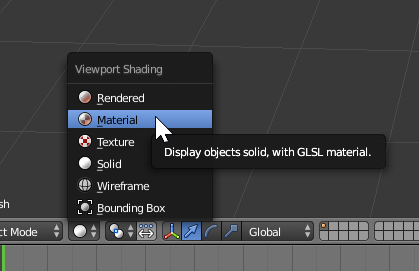 Viewport Shading
Rendered
Material
Texture
Display objects solid, with GLSL material.
Solid
Wireframe
Bounding Box
sh
ct Mode
Global